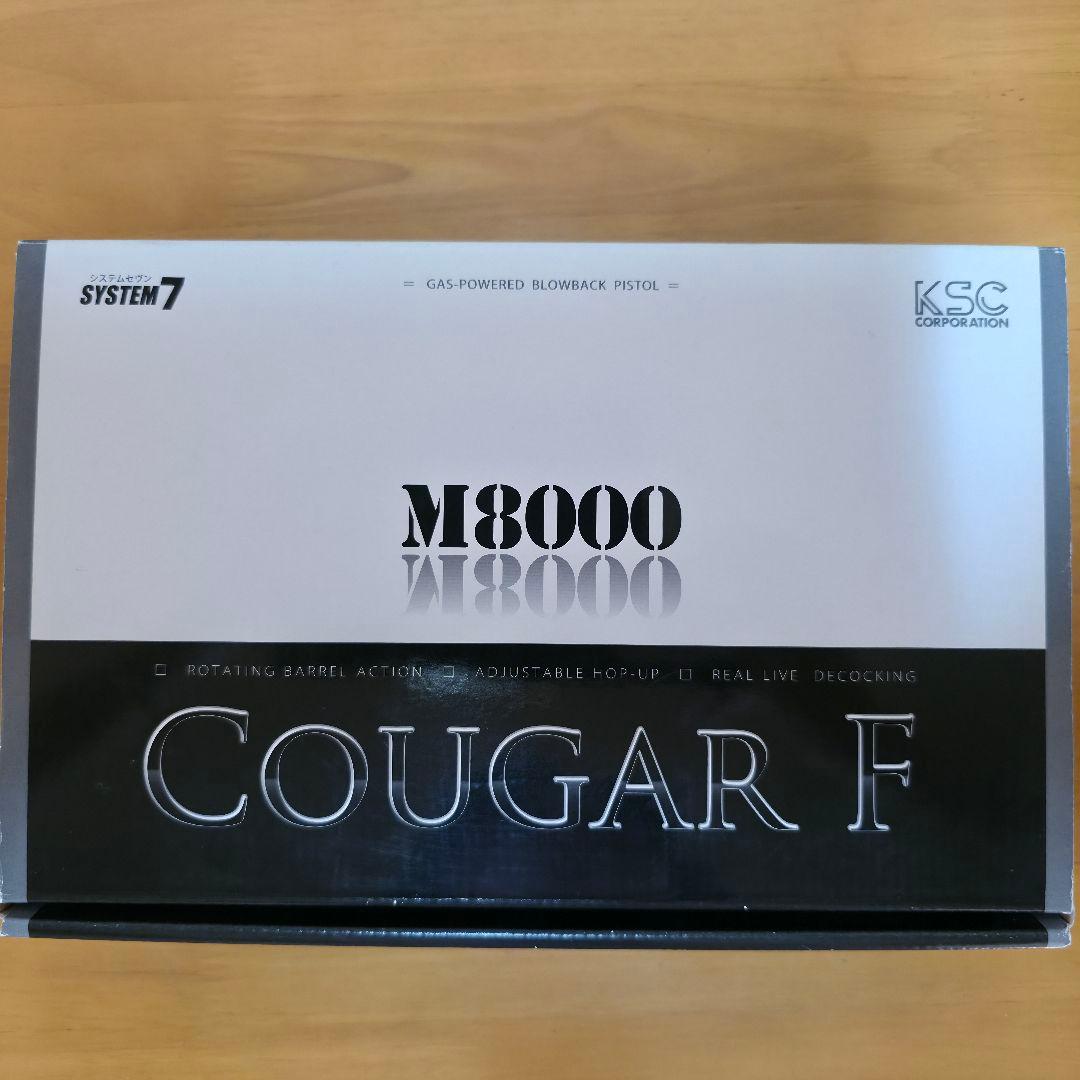 システムセヴン
SYSTEM7
= GAS-POWERED BLOWBACK PISTOL =
KSC
CORPORATION
M8000
□ ROTATING BARREL ACTION □ ADJUSTABLE HOP-UP □ REAL LIVE DECOCKING
COUGAR F